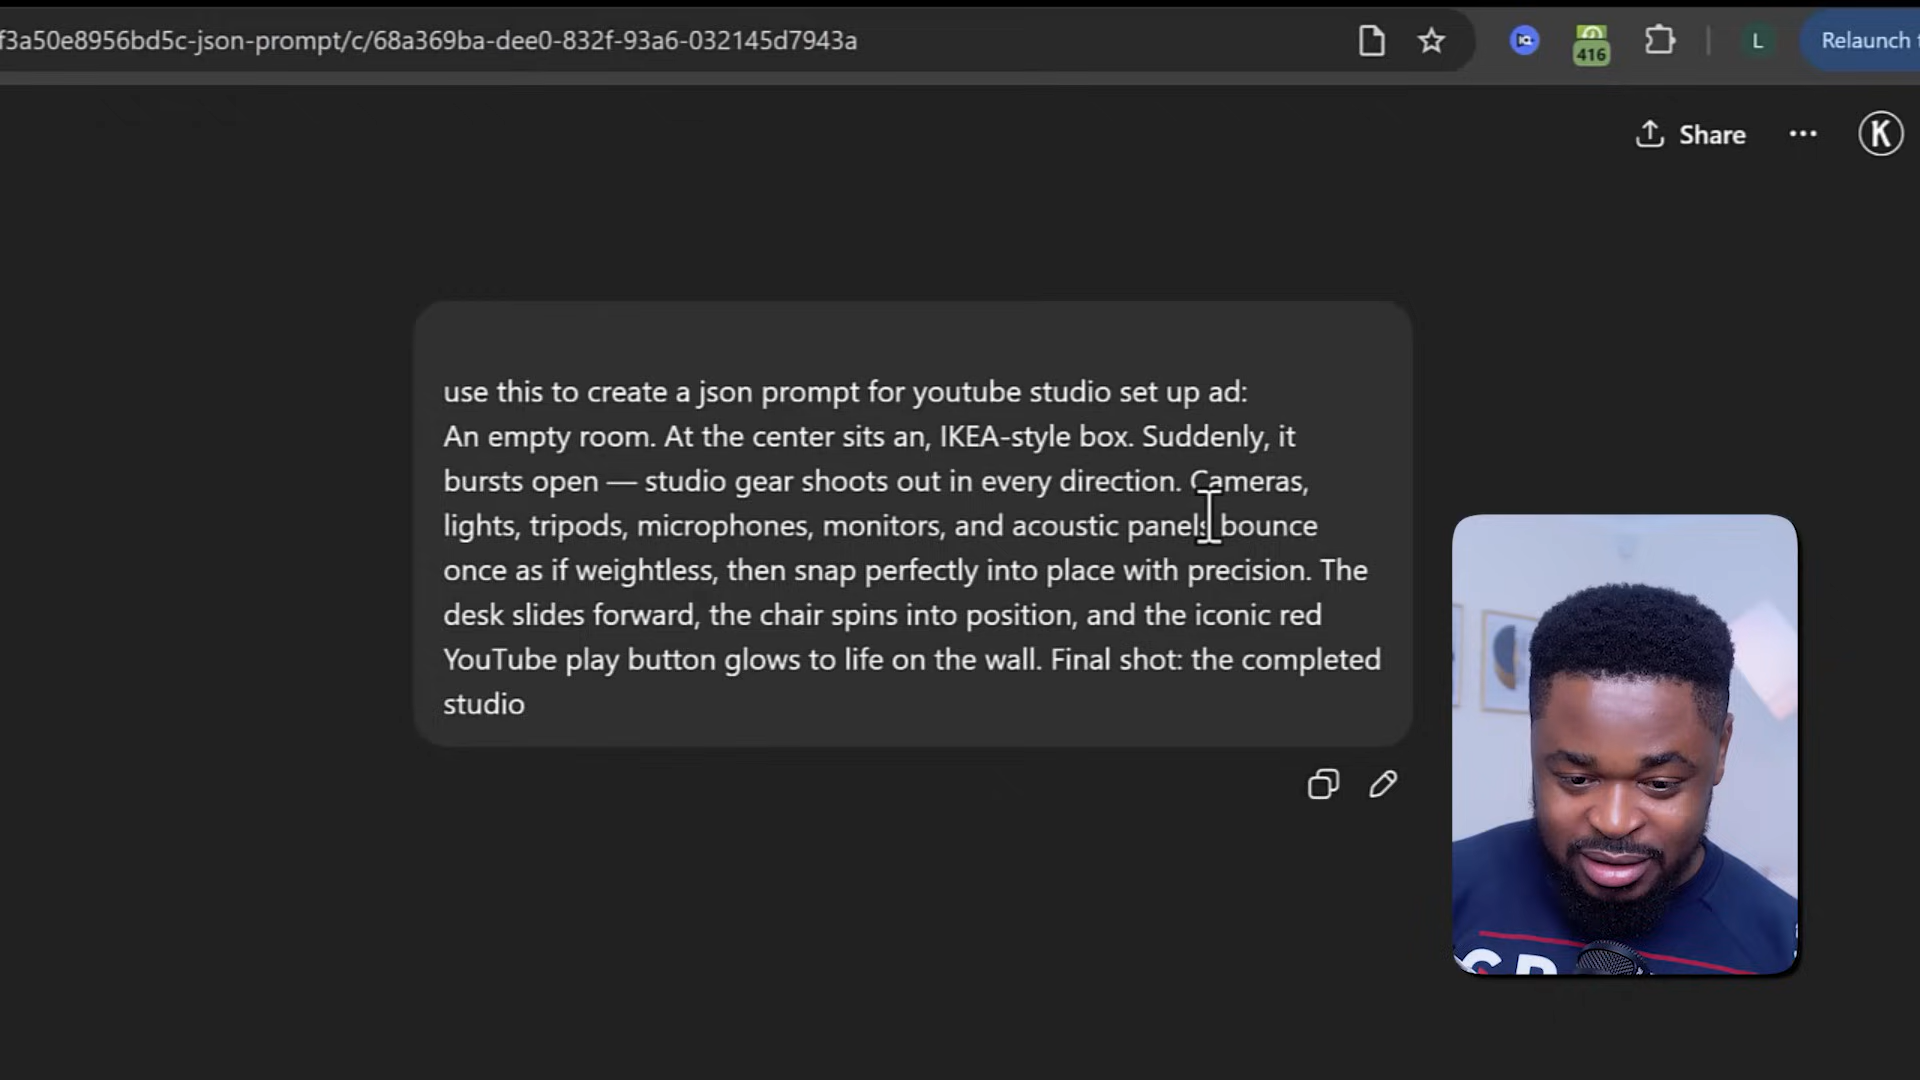 f3a50e8956bd5c-json-prompt/c/68a369ba-dee0-832f-93a6-032145d7943a
416
L
Relaunch
Share
K
use this to create a json prompt for youtube studio set up ad:
An empty room. At the center sits an, IKEA-style box. Suddenly, it
bursts open — studio gear shoots out in every direction. Cameras,
lights, tripods, microphones, monitors, and acoustic panels bounce
once as if weightless, then snap perfectly into place with precision. The
desk slides forward, the chair spins into position, and the iconic red
YouTube play button glows to life on the wall. Final shot: the completed
studio